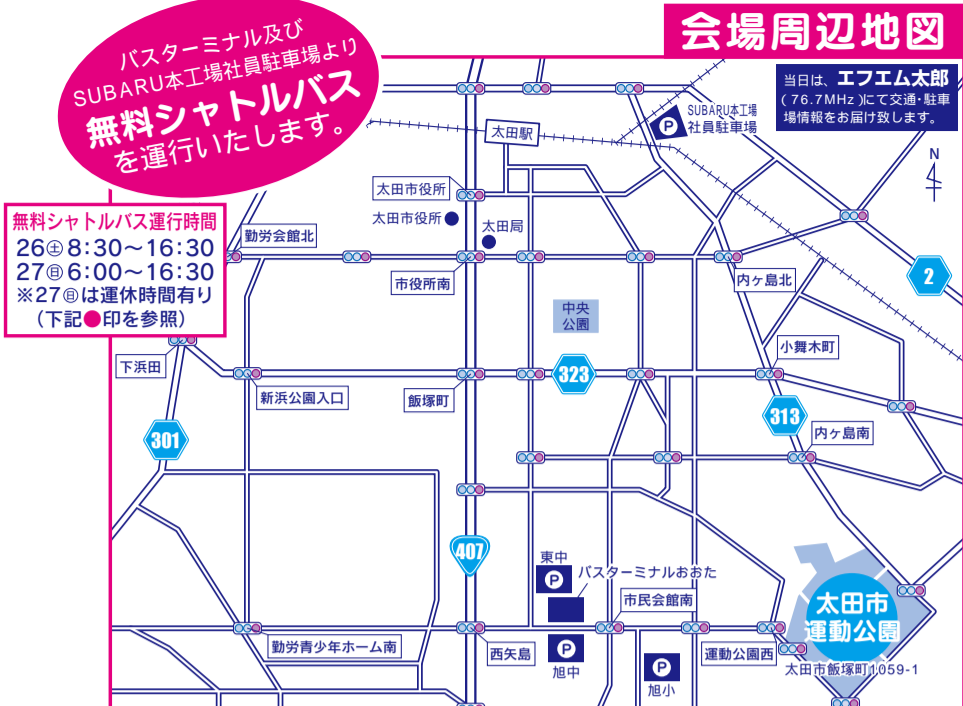 バスターミナル及び
SUBARU本工場社員駐車場より
無料シャトルバス
を運行いたします。
会場周辺地図
当日は、エフエム太郎
(76.7MHz)にて交通・駐車
場情報をお届け致します。
N
無料シャトルバス運行時間
26㊏8:30〜16:30
27㊐6:00〜16:30
※27㊐は運休時間有り
(下記●印を参照)
P
SUBARU本工場
社員駐車場
太田駅
太田市役所
太田市役所
太田局
勤労会館北
市役所南
内ヶ島北
2
中央
公園
下浜田
新浜公園入口
飯塚町
323
小舞木町
301
313
内ヶ島南
407
東中
P
バスターミナルおおた
市民会館南
太田市
運動公園
太田市飯塚町1059-1
勤労青少年ホーム南
西矢島
P
旭中
P
旭小
運動公園西